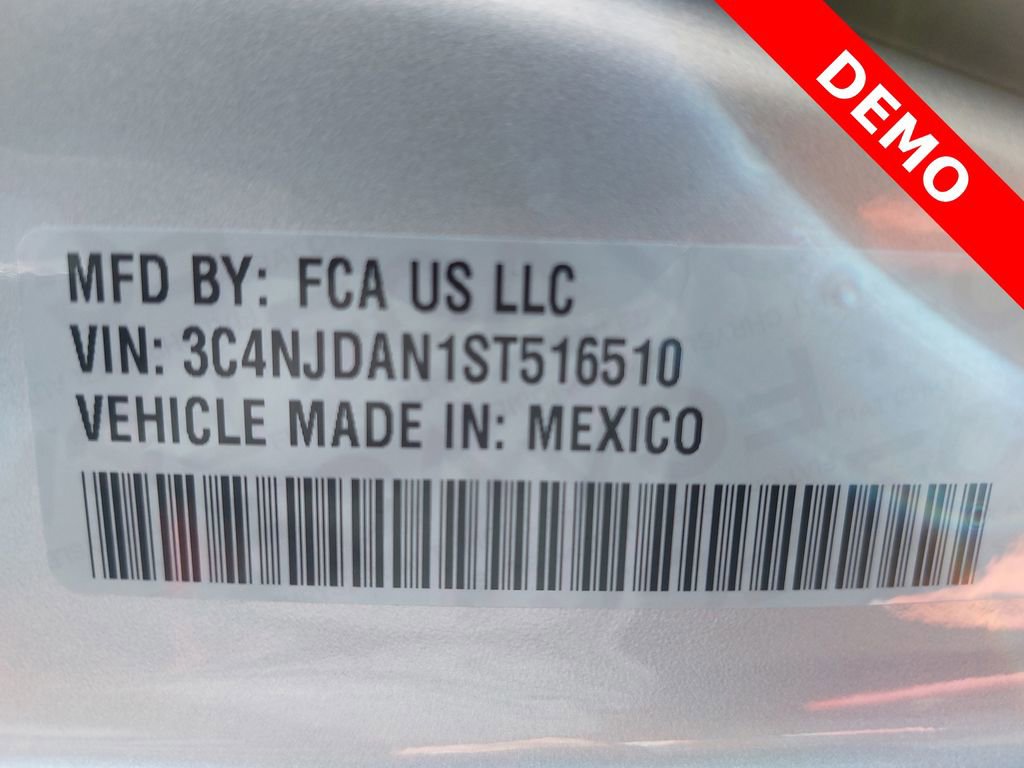 DEMO
MFD BY: FCA US LLC
VIN: 3C4NJDAN1ST516510
VEHICLE MADE IN: MEXICO